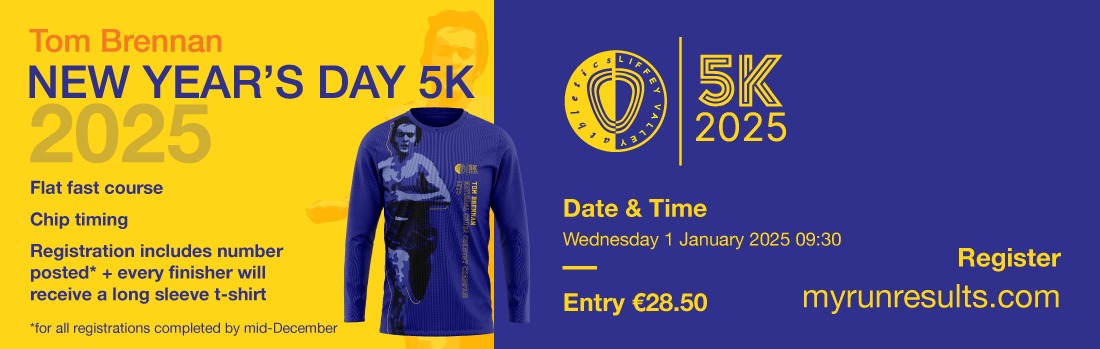 Tom Brennan
NEW YEAR'S DAY 5K
2025
Flat fast course
Chip timing
Registration includes number
posted* + every finisher will
receive a long sleeve t-shirt
*for all registrations completed by mid-December
TOM BRENNAN
athletics LIFFEY VALLEY
5K
2025
Date & Time
Wednesday 1 January 2025 09:30
Entry €28.50
Register
myrunresults.com